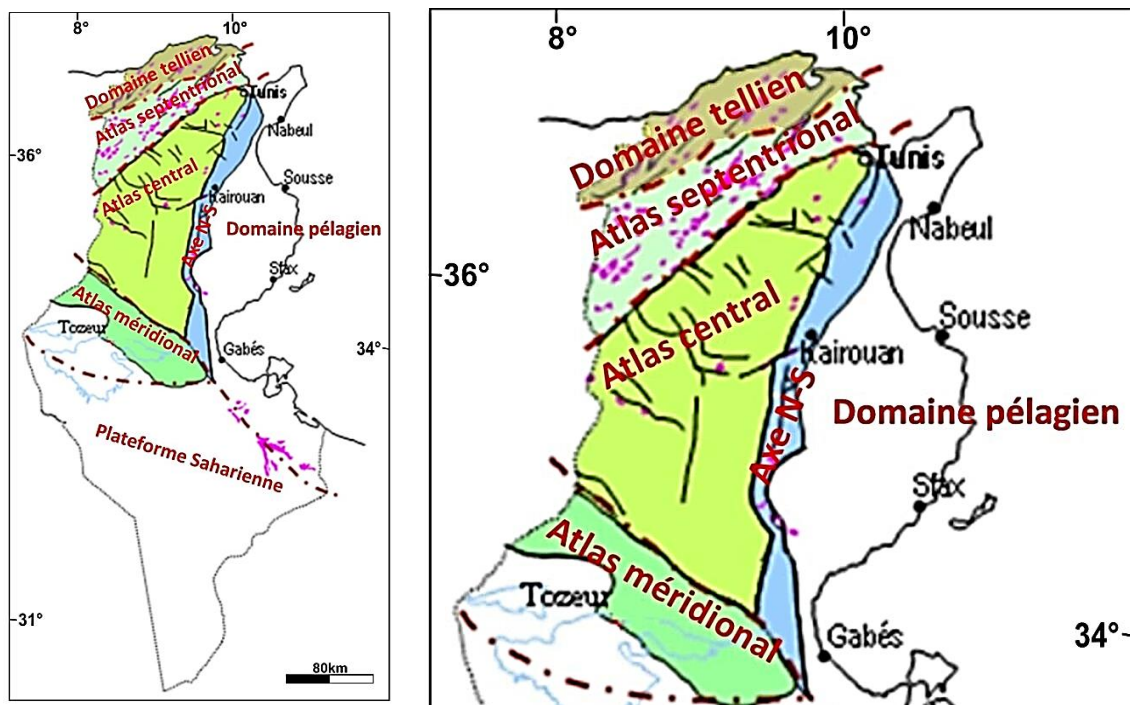 8°
10°
Domaine tellien
Atlas septentrional
Tunis
Nabeul
36°
Atlas central
Kairouan
Sousse
Axe N-S
Domaine pélagien
Sfax
Atlas méridional
Tozeur
Gabés
34°
Plateforme Saharienne
31°
80km
8°
10°
Domaine tellien
Atlas septentrional
Tunis
Nabeul
36°
Atlas central
Sousse
Kairouan
Axe N-S
Domaine pélagien
Sfax
Atlas méridional
Tozeur
Gabés
34°